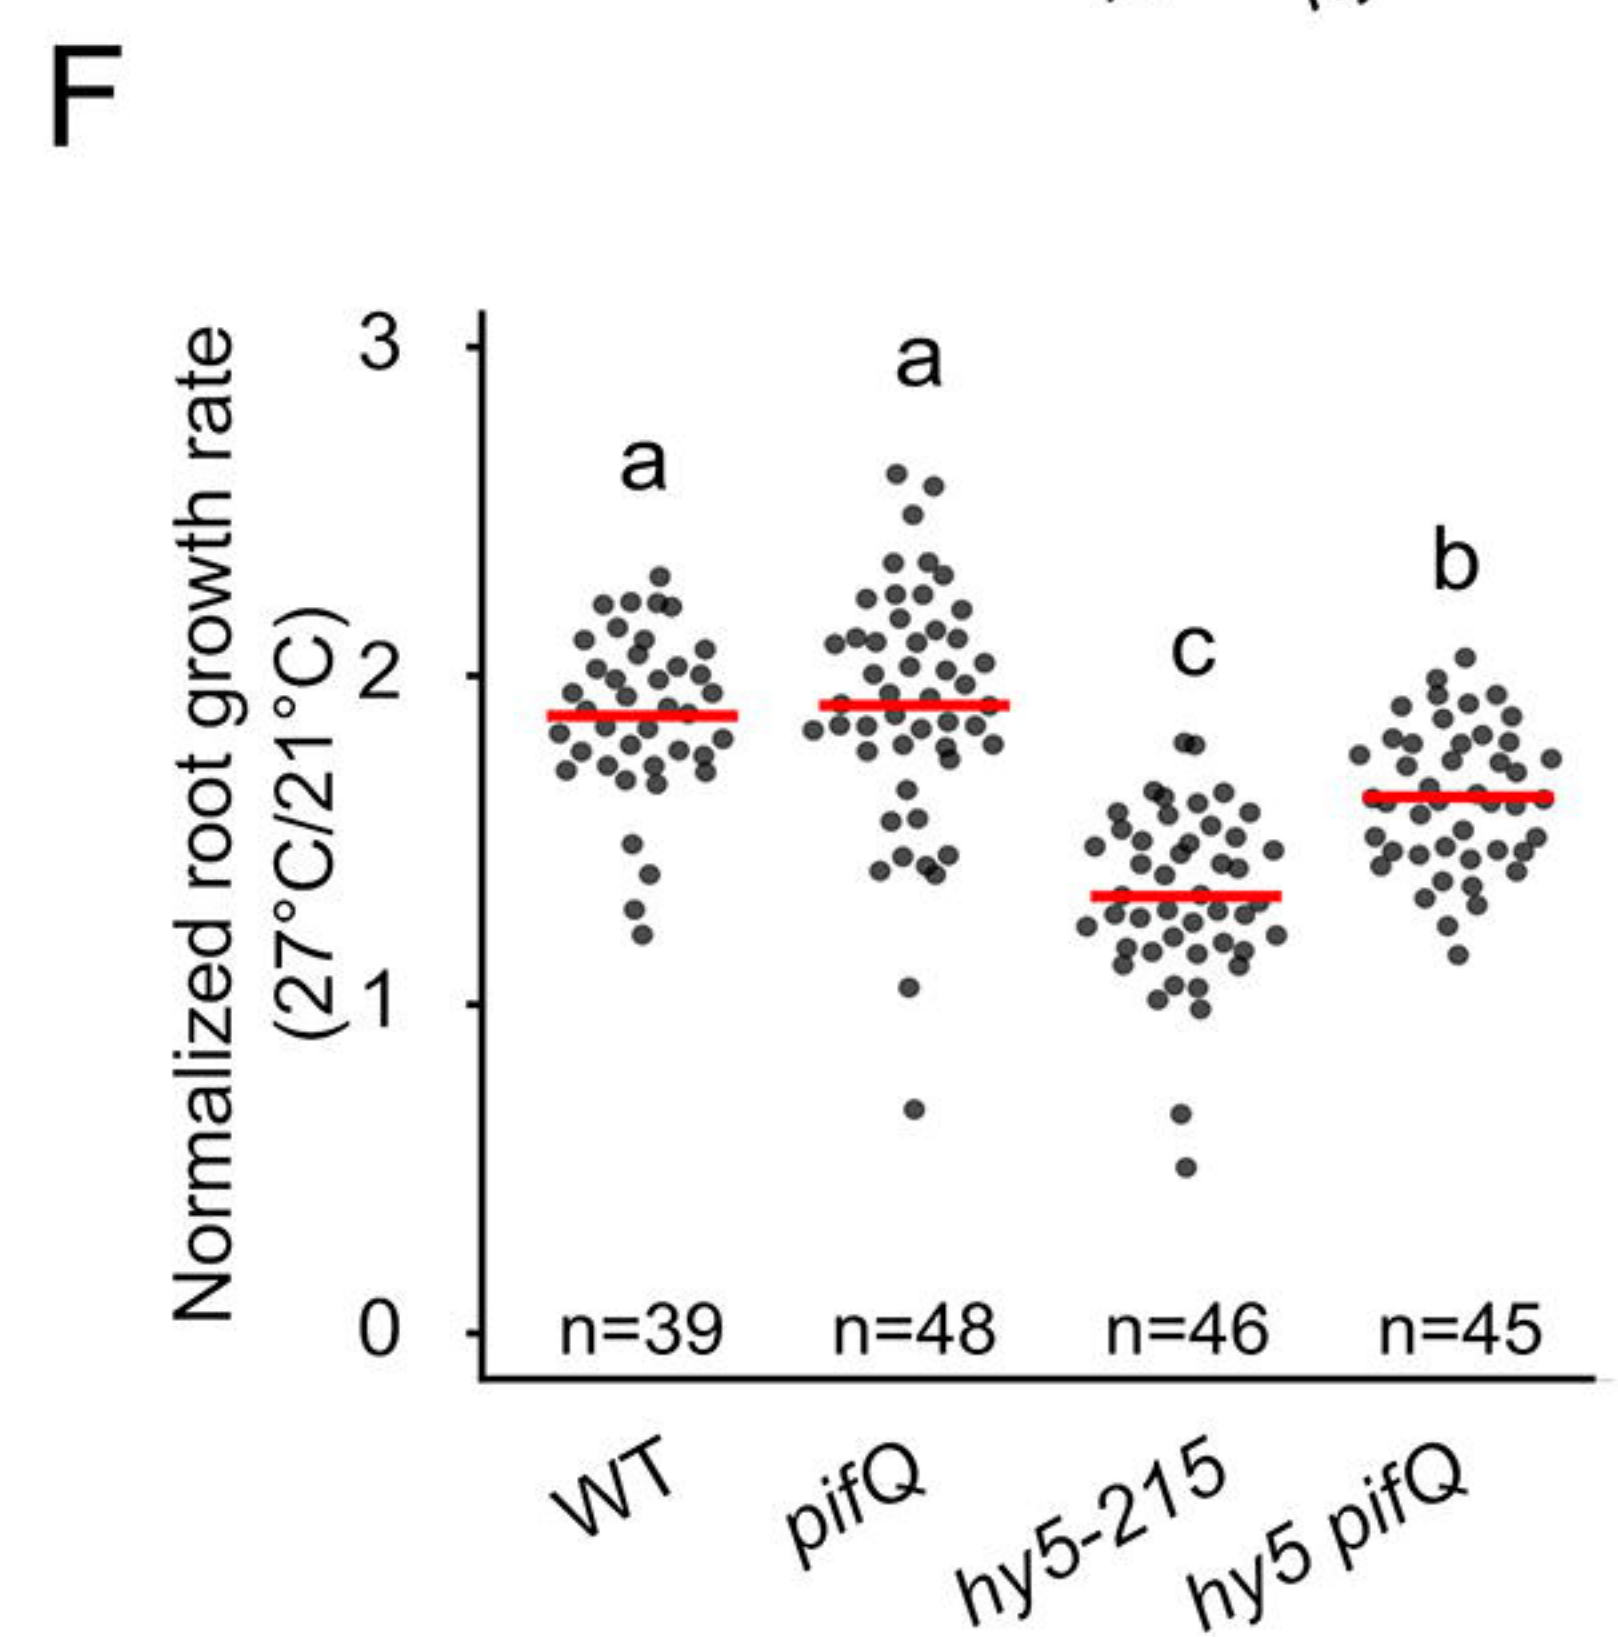 F
Normalized root growth rate
(27°C/21°C)
3
2
1
0
a
a
c
b
n=39
n=48
n=46
n=45
WT
pifQ
hy5-215
hy5 pifQ